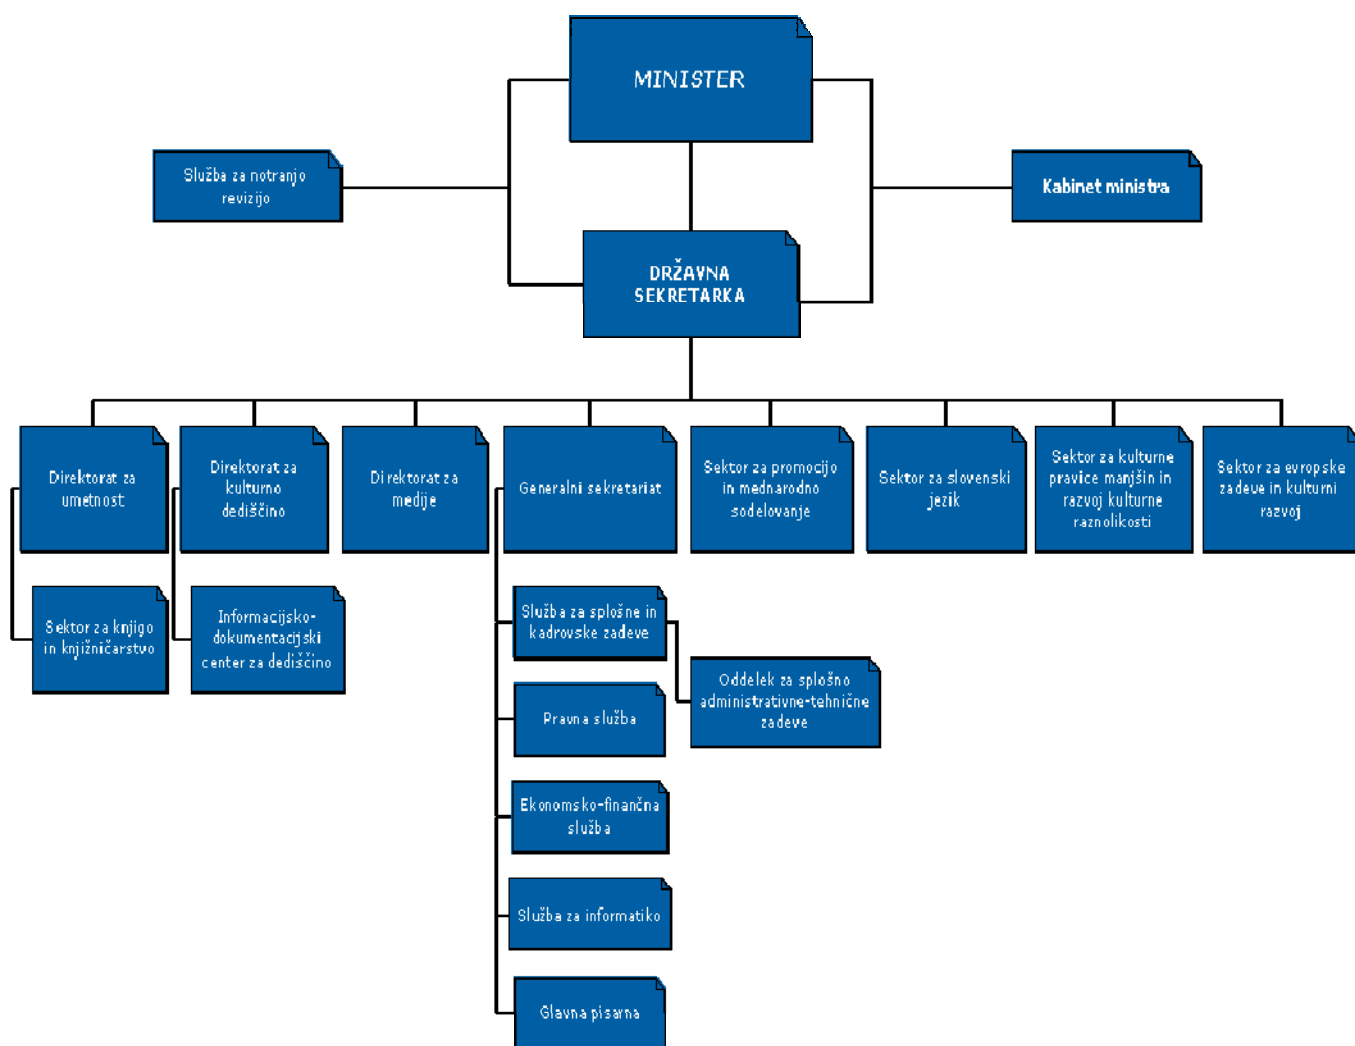 MINISTER
Služba za notranjo
revizijo
Kabinet ministra
DRŽAVNA
SEKRETARKA
Direktorat za
umetnost
Direktorat za
kulturno
dediščino
Direktorat za
medije
Generalni sekretariat
Sektor za promocijo
in mednarodno
sodelovanje
Sektor za slovenski
jezik
Sektor za kulturne
pravice manjšin in
razvoj kulturne
raznolikosti
Sektor za evropske
zadeve in kulturni
razvoj
Sektor za knjigo
in knjižničarstvo
Informacijsko-
dokumentacijski
center za dediščino
Služba za splošne in
kadrovske zadeve
Oddelek za splošno
administrativne-tehnične
zadeve
Pravna služba
Ekonomsko-finančna
služba
Služba za informatiko
Glavna pisarna